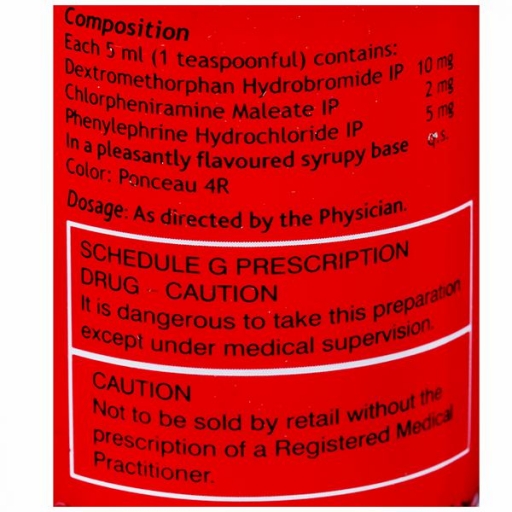 Composition
Each 5 ml (1 teaspoonful) contains:
Dextromethorphan Hydrobromide IP 10 mg
Chlorpheniramine Maleate IP 2 mg
Phenylephrine Hydrochloride IP 5 mg
In a pleasantly flavoured syrupy base q.s.
Color: Ponceau 4R
Dosage: As directed by the Physician.
SCHEDULE G PRESCRIPTION
DRUG - CAUTION
It is dangerous to take this preparation
except under medical supervision.
CAUTION
Not to be sold by retail without the
prescription of a Registered Medical
Practitioner.